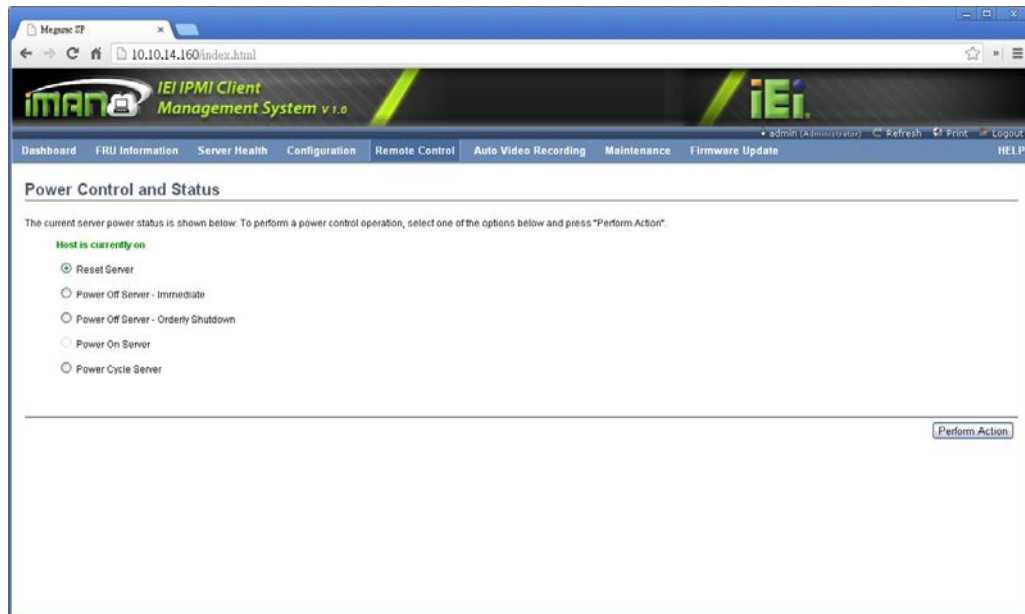 Megarac SP
10.10.14.160/index.html
iMAN
IEI IPMI Client
Management System v 1.0
iEi.
admin (Administrator) Refresh Print Logout
Dashboard FRU Information Server Health Configuration Remote Control Auto Video Recording Maintenance Firmware Update HELP
Power Control and Status
The current server power status is shown below. To perform a power control operation, select one of the options below and press "Perform Action".
Host is currently on
Reset Server
Power Off Server - Immediate
Power Off Server - Orderly Shutdown
Power On Server
Power Cycle Server
Perform Action